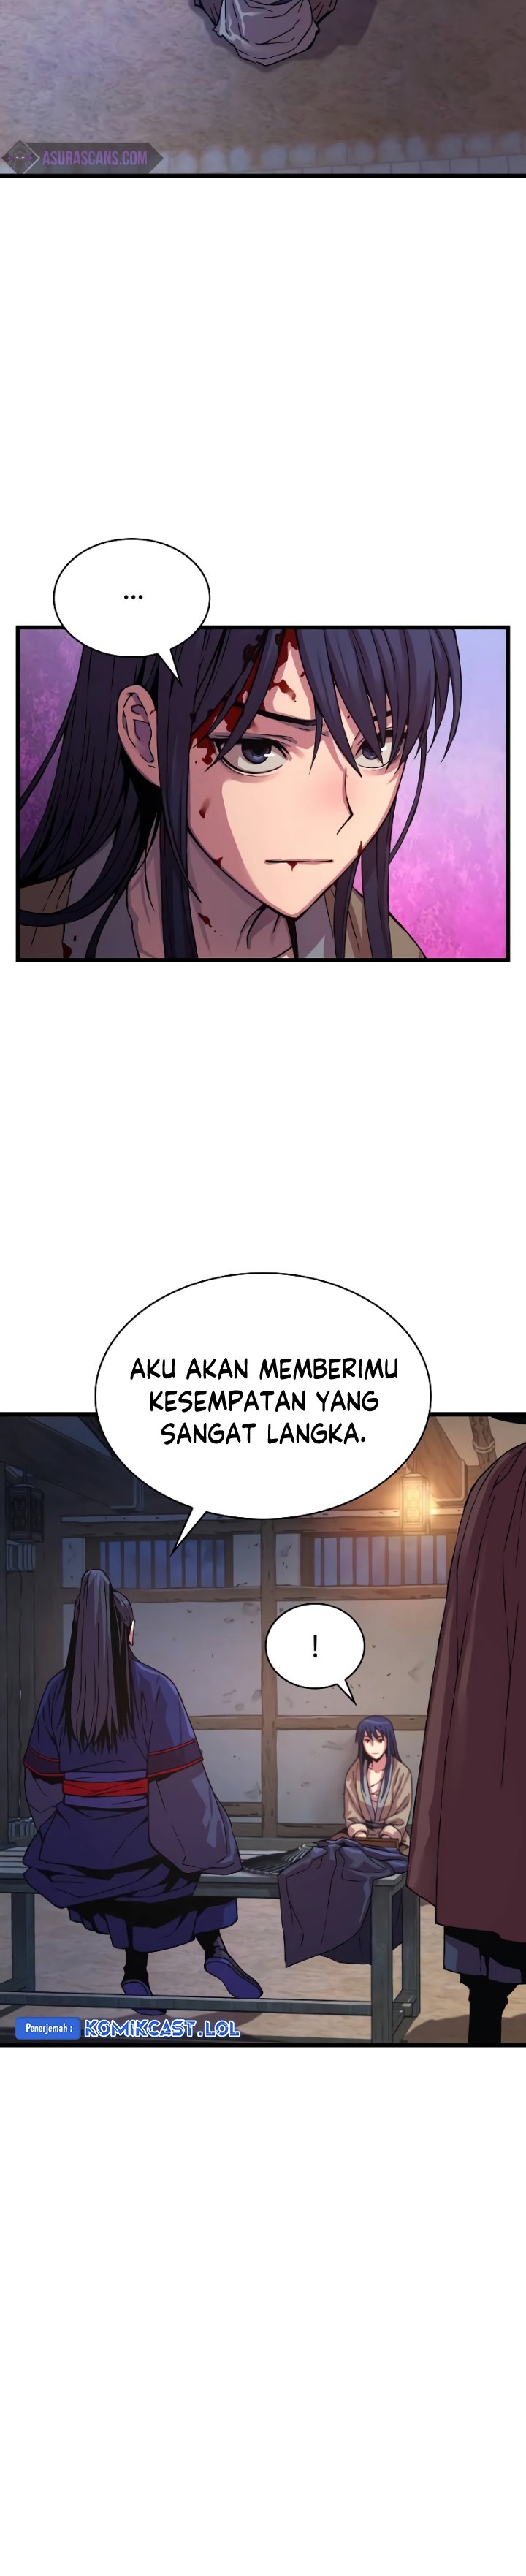 ASURASCANS.COM
...
AKU AKAN MEMBERIMU
KESEMPATAN YANG
SANGAT LANGKA.
!
Penerjemah : KOMIKCAST.LOL